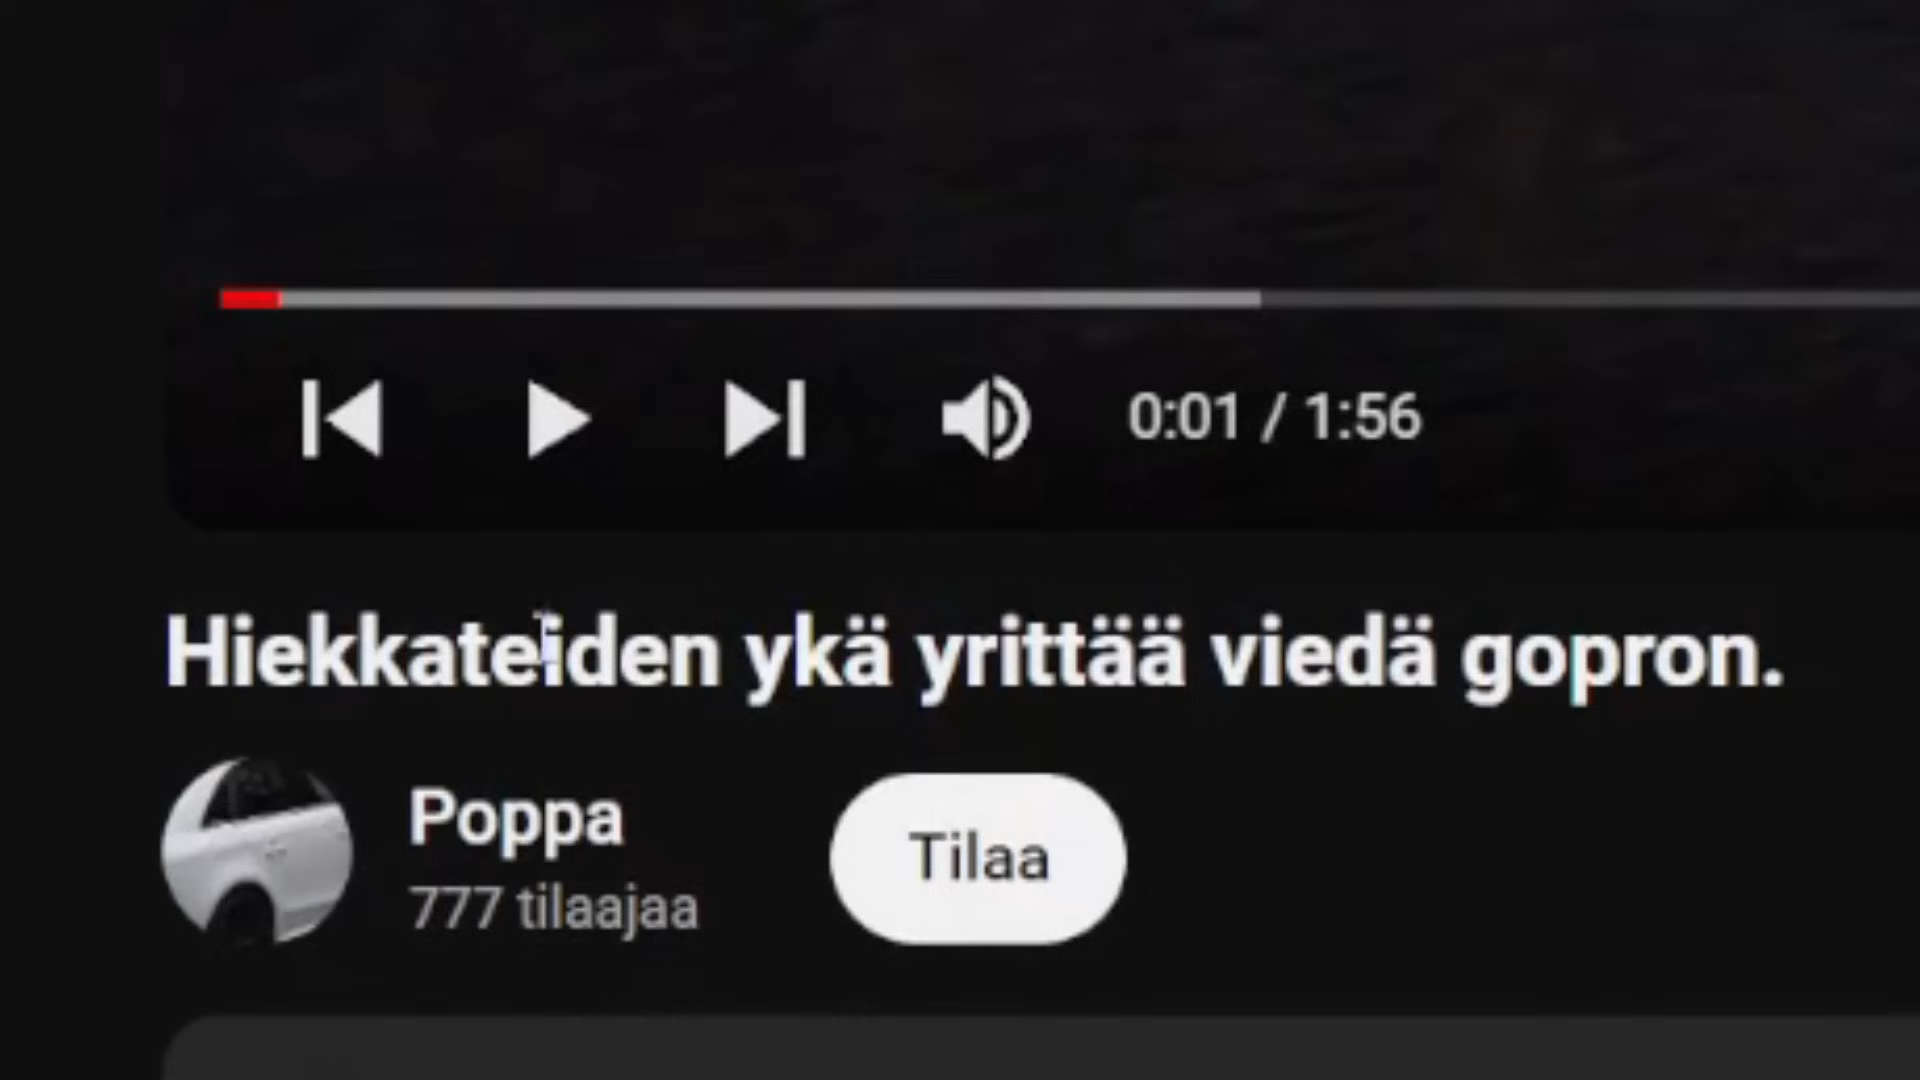 0:01 / 1:56
Hiekkateiden ykä yrittää viedä gopron.
Poppa
777 tilaajaa
Tilaa